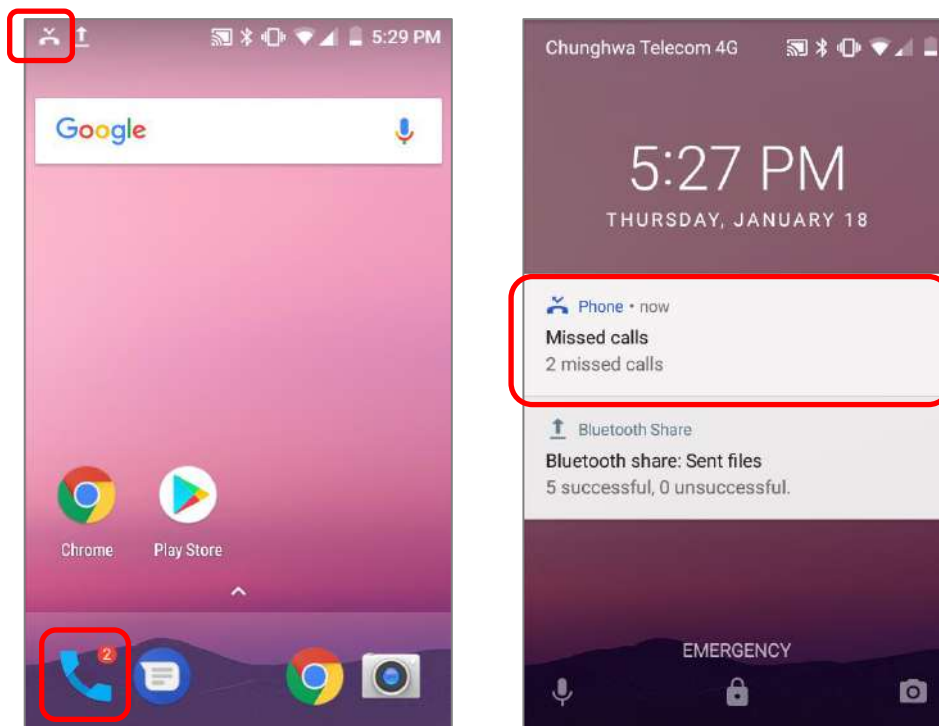 5:29 PM
Google
Chrome
Play Store
2
Chunghwa Telecom 4G
5:27 PM
THURSDAY, JANUARY 18
Phone • now
Missed calls
2 missed calls
Bluetooth Share
Bluetooth share: Sent files
5 successful, 0 unsuccessful.
EMERGENCY